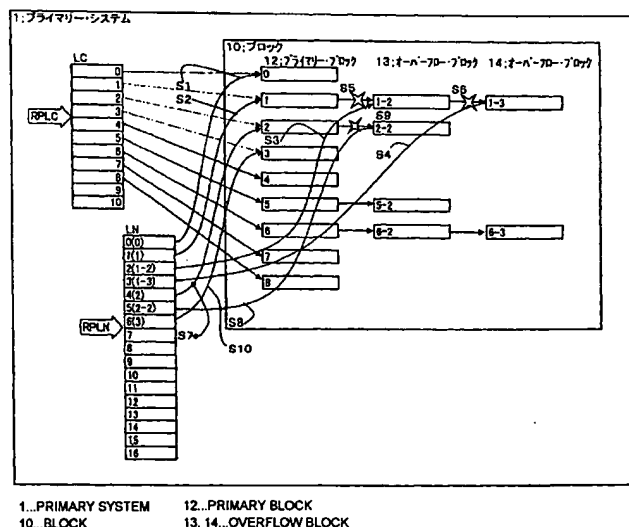 1;プライマリー・システム
10;ブロック
12;プライマリー・ブロック 13;オーバーフロー・ブロック 14;オーバーフロー・ブロック
LC
0
1
2
3
4
5
6
7
8
9
10
RPLC
S1
S2
S3
S5
S6
S9
S4
0
1
1-2
1-3
2
2-2
3
4
5
5-2
6
6-2
6-3
7
8
LN
0(0)
1(1)
2(1-2)
3(1-3)
4(2)
5(2-2)
6(3)
7
8
9
10
11
12
13
14
15
16
RPLN
S7
S10
S8
1...PRIMARY SYSTEM 12...PRIMARY BLOCK
10...BLOCK 13, 14...OVERFLOW BLOCK